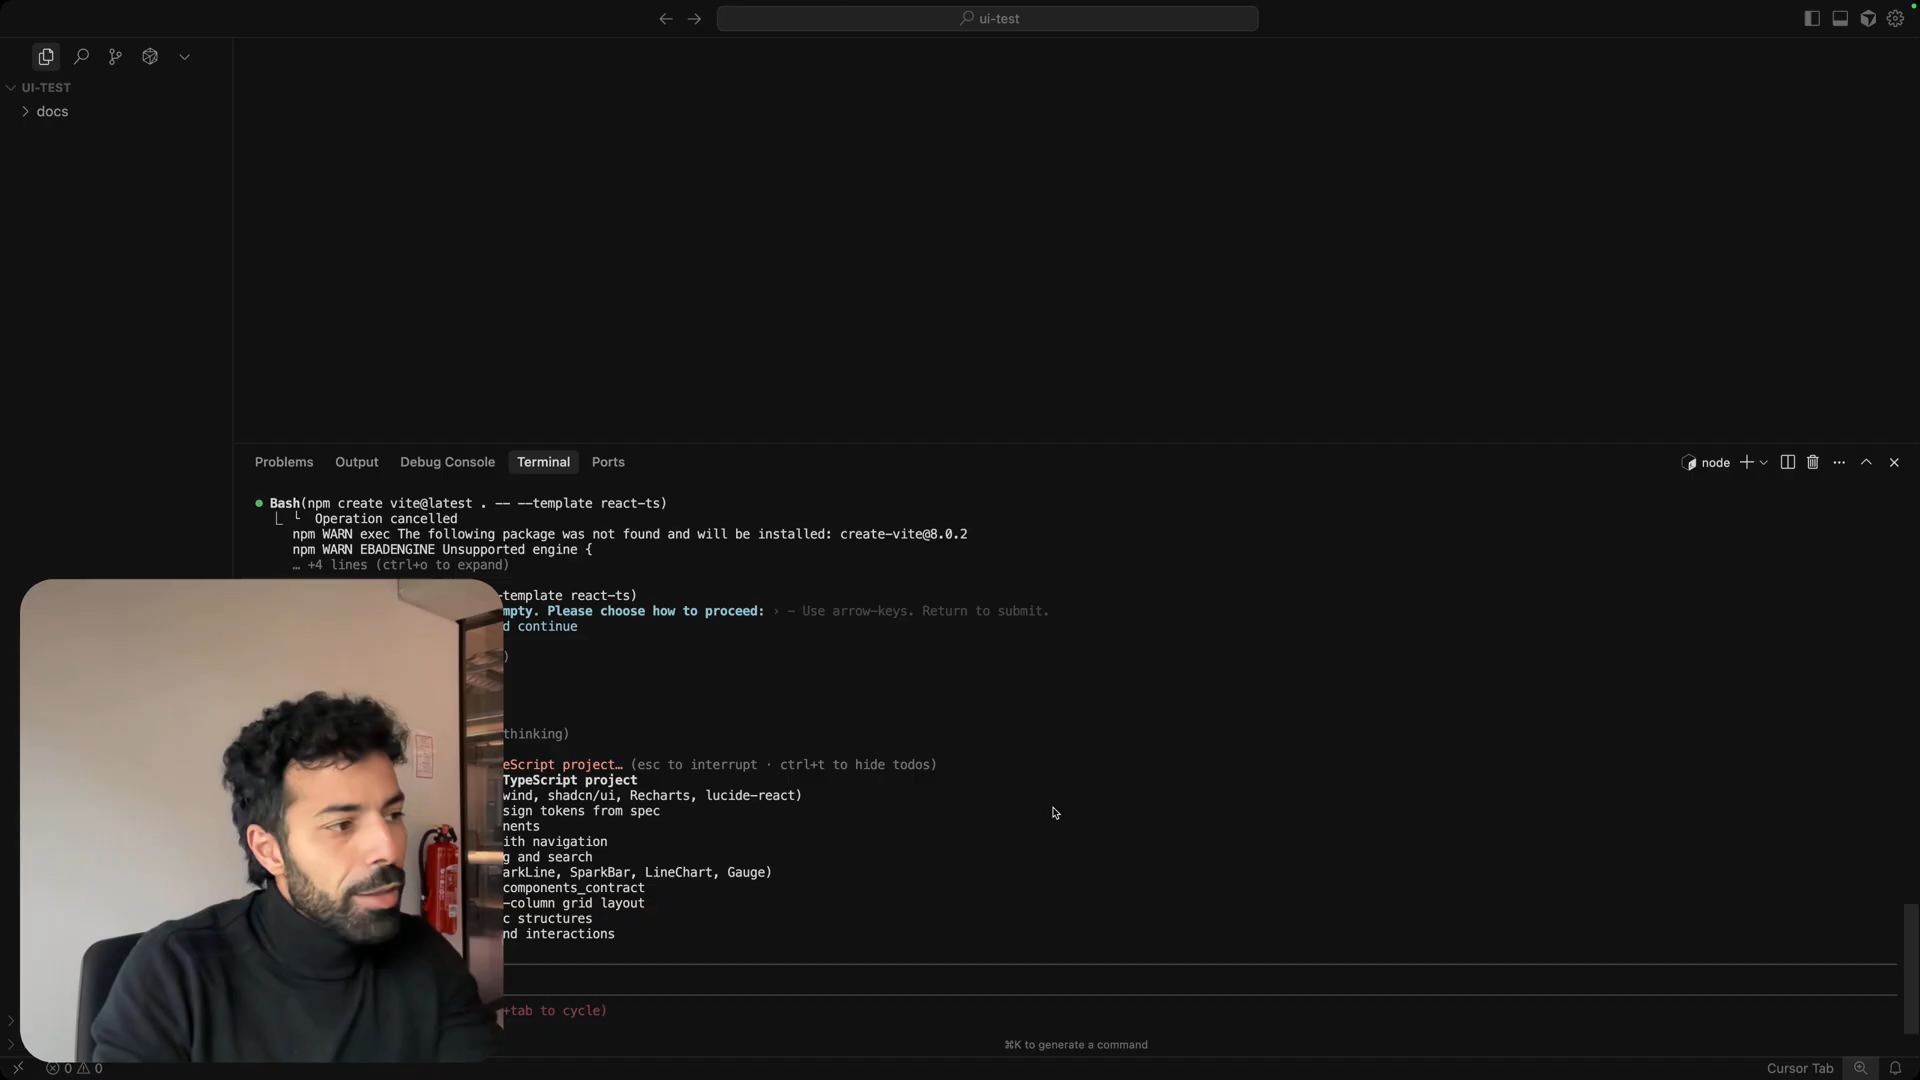 ui-test
UI-TEST
docs
Problems
Output
Debug Console
Terminal
Ports
node
Bash(npm create vite@latest . -- --template react-ts)
Operation cancelled
npm WARN exec The following package was not found and will be installed: create-vite@8.0.2
npm WARN EBADENGINE Unsupported engine {
… +4 lines (ctrl+o to expand)
-template react-ts)
mpty. Please choose how to proceed: › - Use arrow-keys. Return to submit.
d continue
)
thinking)
eScript project… (esc to interrupt · ctrl+t to hide todos)
TypeScript project
wind, shadcn/ui, Recharts, lucide-react)
sign tokens from spec
nents
ith navigation
g and search
arkLine, SparkBar, LineChart, Gauge)
components_contract
-column grid layout
c structures
nd interactions
+tab to cycle)
⌘K to generate a command
0 0
Cursor Tab